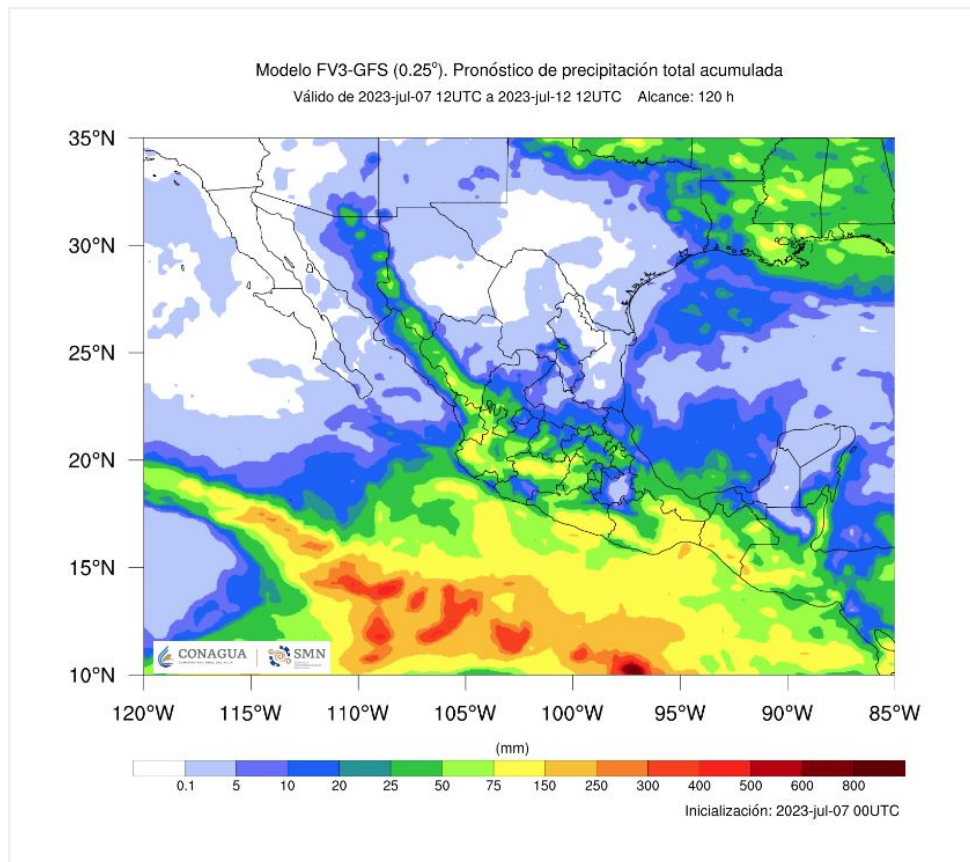 Modelo FV3-GFS (0.25°). Pronóstico de precipitación total acumulada
Válido de 2023-jul-07 12UTC a 2023-jul-12 12UTC Alcance: 120 h
35°N
30°N
25°N
20°N
15°N
10°N
CONAGUA
SMN
120°W 115°W 110°W 105°W 100°W 95°W 90°W 85°W
(mm)
0.1 5 10 20 25 50 75 150 250 300 400 500 600 800
Inicialización: 2023-jul-07 00UTC